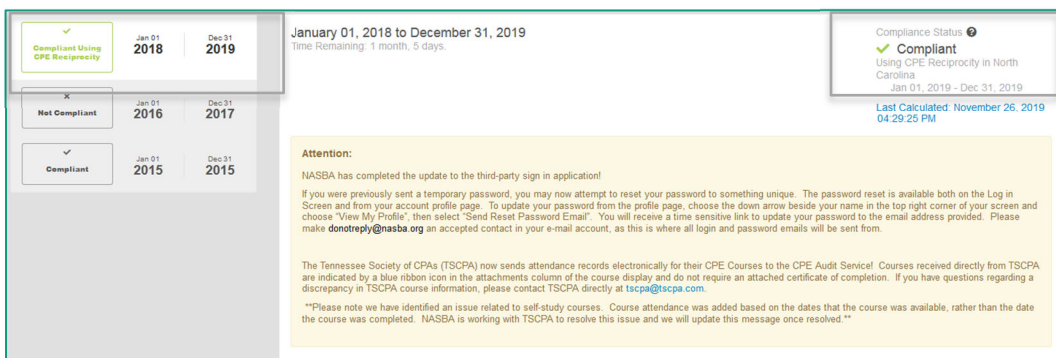 Compliant Using
CPE Reciprocity
Jan 01
2018
Dec 31
2019
Not Compliant
Jan 01
2016
Dec 31
2017
Compliant
Jan 01
2015
Dec 31
2015
January 01, 2018 to December 31, 2019
Time Remaining: 1 month, 5 days.
Compliance Status ?
Compliant
Using CPE Reciprocity in North
Carolina
Jan 01, 2019 - Dec 31, 2019
Last Calculated: November 26. 2019
04:29:25 PM
Attention:
NASBA has completed the update to the third-party sign in application!
If you were previously sent a temporary password, you may now attempt to reset your password to something unique. The password reset is available both on the Log in
Screen and from your account profile page. To update your password from the profile page, choose the down arrow beside your name in the top right corner of your screen and
choose "View My Profile", then select "Send Reset Password Email". You will receive a time sensitive link to update your password to the email address provided. Please
make donotreply@nasba.org an accepted contact in your e-mail account, as this is where all login and password emails will be sent from.
The Tennessee Society of CPAs (TSCPA) now sends attendance records electronically for their CPE Courses to the CPE Audit Service! Courses received directly from TSCPA
are indicated by a blue ribbon icon in the attachments column of the course display and do not require an attached certificate of completion. If you have questions regarding a
discrepancy in TSCPA course information, please contact TSCPA directly at tscpa@tscpa.com.
**Please note we have identified an issue related to self-study courses. Course attendance was added based on the dates that the course was available, rather than the date
the course was completed. NASBA is working with TSCPA to resolve this issue and we will update this message once resolved.**